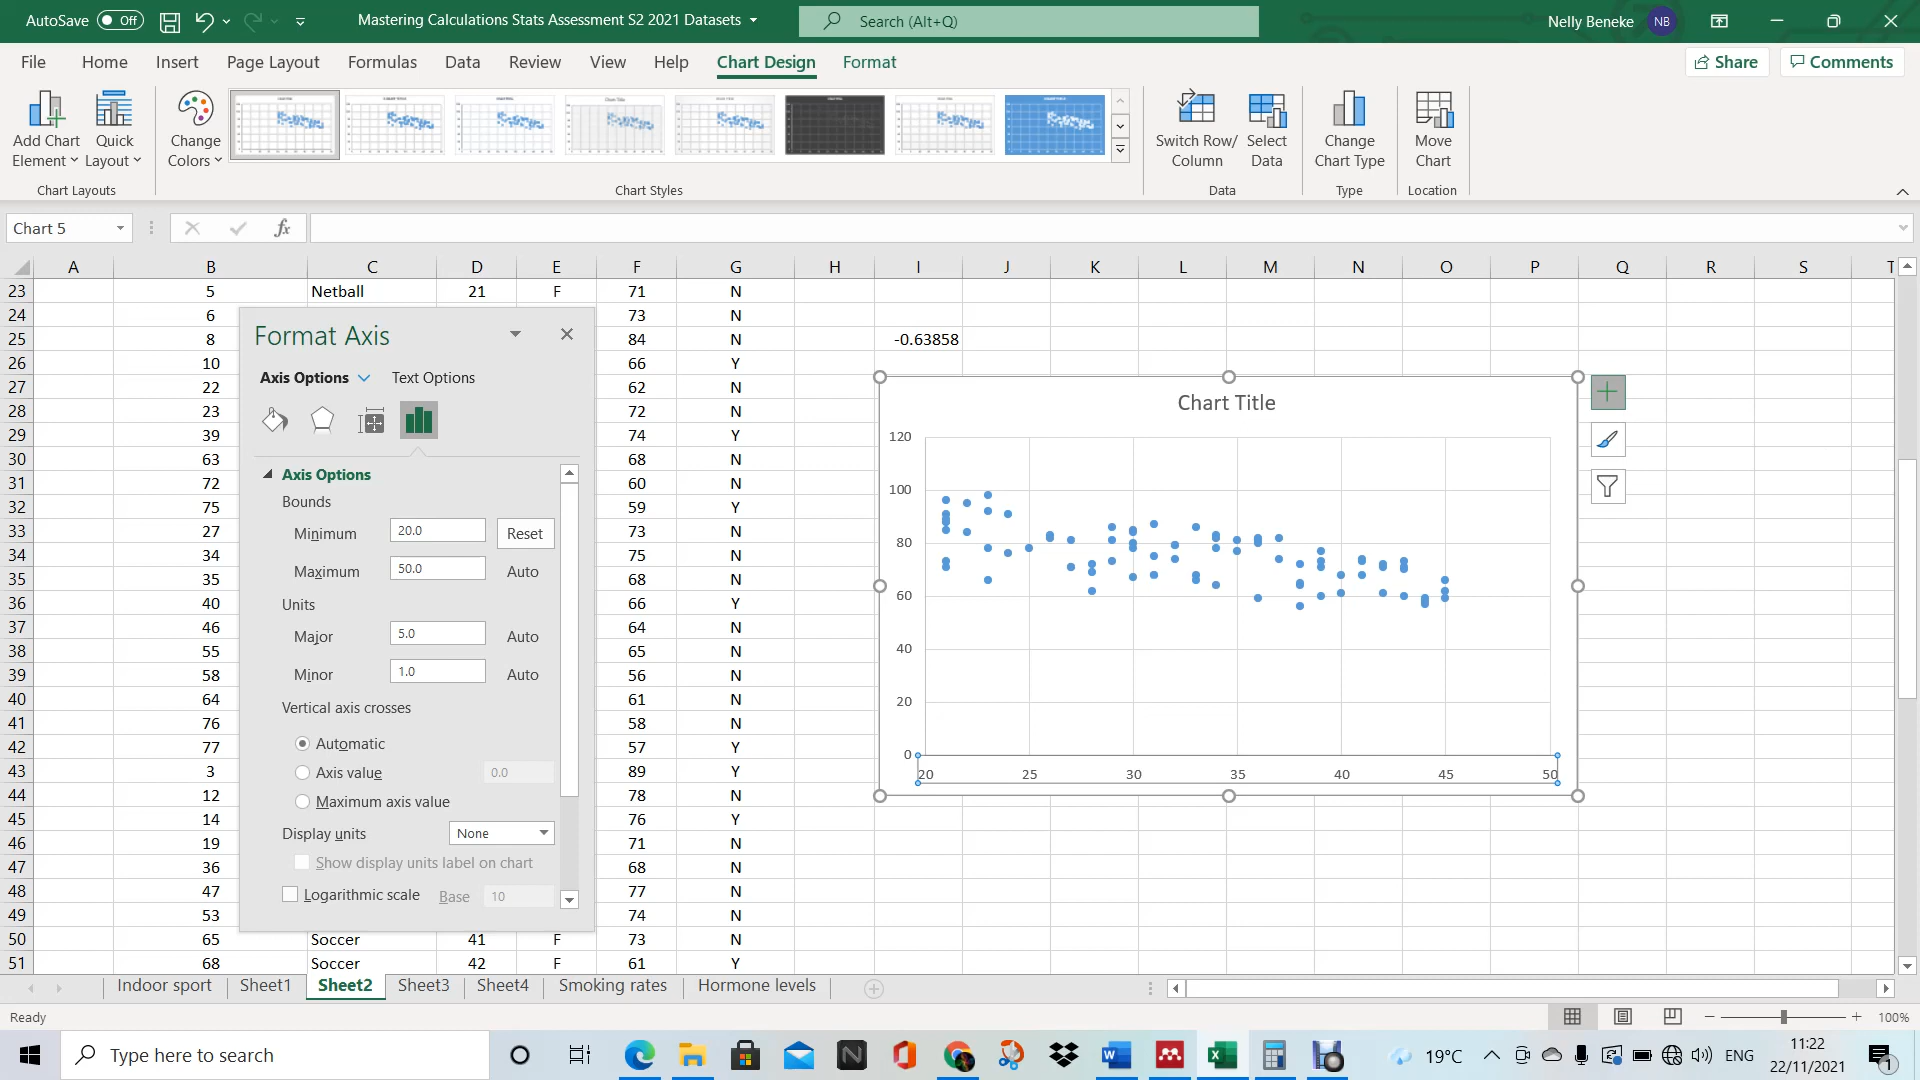 AutoSave Off
Mastering Calculations Stats Assessment S2 2021 Datasets
Search (Alt+Q)
Nelly Beneke NB
File Home Insert Page Layout Formulas Data Review View Help Chart Design Format
Share Comments
Add Chart Element
Quick Layout
Change Colors
Switch Row/ Column
Select Data
Change Chart Type
Move Chart
Chart Layouts Chart Styles Data Type Location
Chart 5
fx
A B C D E F G H I J K L M N O P Q R S T
23 5 Netball 21 F 71 N
24 6 73 N
25 8 84 N -0.63858
26 10 66 Y
27 22 62 N
28 23 72 N
29 39 74 Y
30 63 68 N
31 72 60 N
32 75 59 Y
33 27 73 N
34 34 75 N
35 35 68 N
36 40 66 Y
37 46 64 N
38 55 65 N
39 58 56 N
40 64 61 N
41 76 58 N
42 77 57 Y
43 3 89 Y
44 12 78 N
45 14 76 Y
46 19 71 N
47 36 68 N
48 47 77 N
49 53 74 N
50 65 Soccer 41 F 73 N
51 68 Soccer 42 F 61 Y
Format Axis
Axis Options Text Options
Axis Options
Bounds
Minimum 20.0 Reset
Maximum 50.0 Auto
Units
Major 5.0 Auto
Minor 1.0 Auto
Vertical axis crosses
Automatic
Axis value 0.0
Maximum axis value
Display units None
Show display units label on chart
Logarithmic scale Base 10
Chart Title
120
100
80
60
40
20
0
20 25 30 35 40 45 50
Indoor sport Sheet1 Sheet2 Sheet3 Sheet4 Smoking rates Hormone levels
Ready
100%
Type here to search
19°C
ENG
11:22
22/11/2021
1